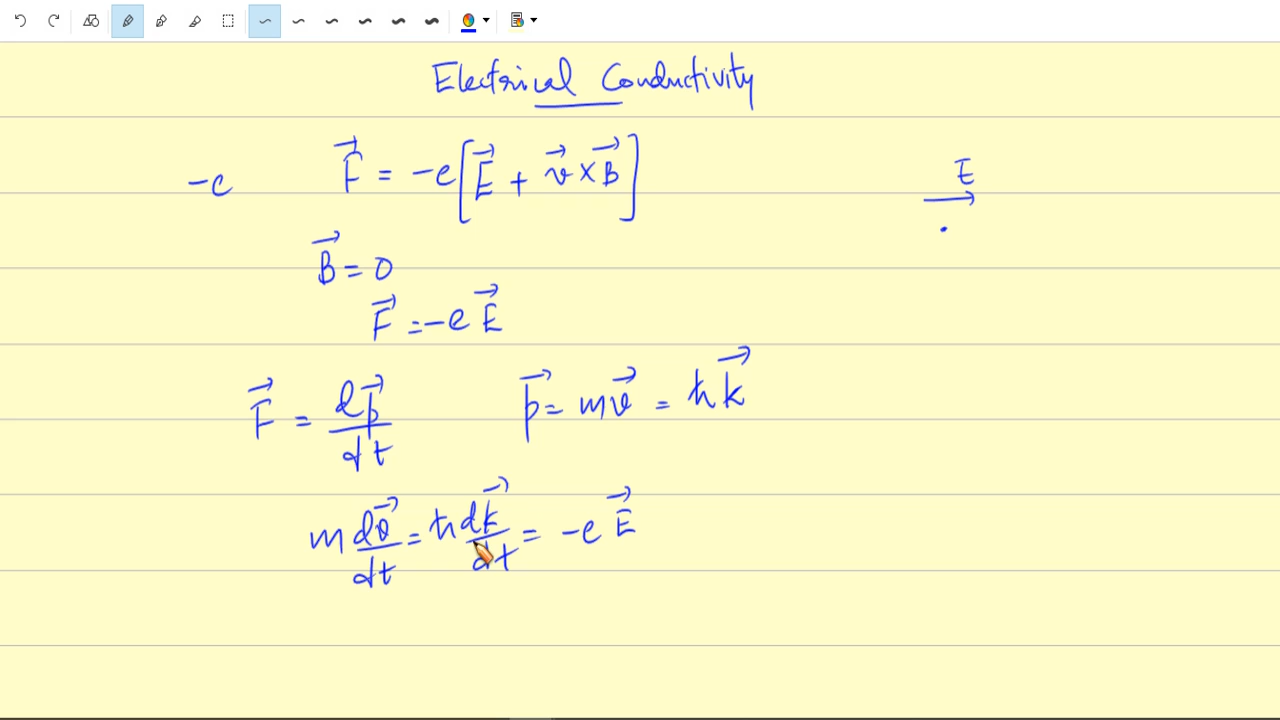 Electrical Conductivity
-e F⃗ = -e[E⃗ + v⃗ × B⃗] E
B⃗ = 0
F⃗ = -e E⃗
F⃗ = dp⃗/dt p⃗ = mv⃗ = ħk⃗
m dv⃗/dt = ħ dk⃗/dt = -e E⃗